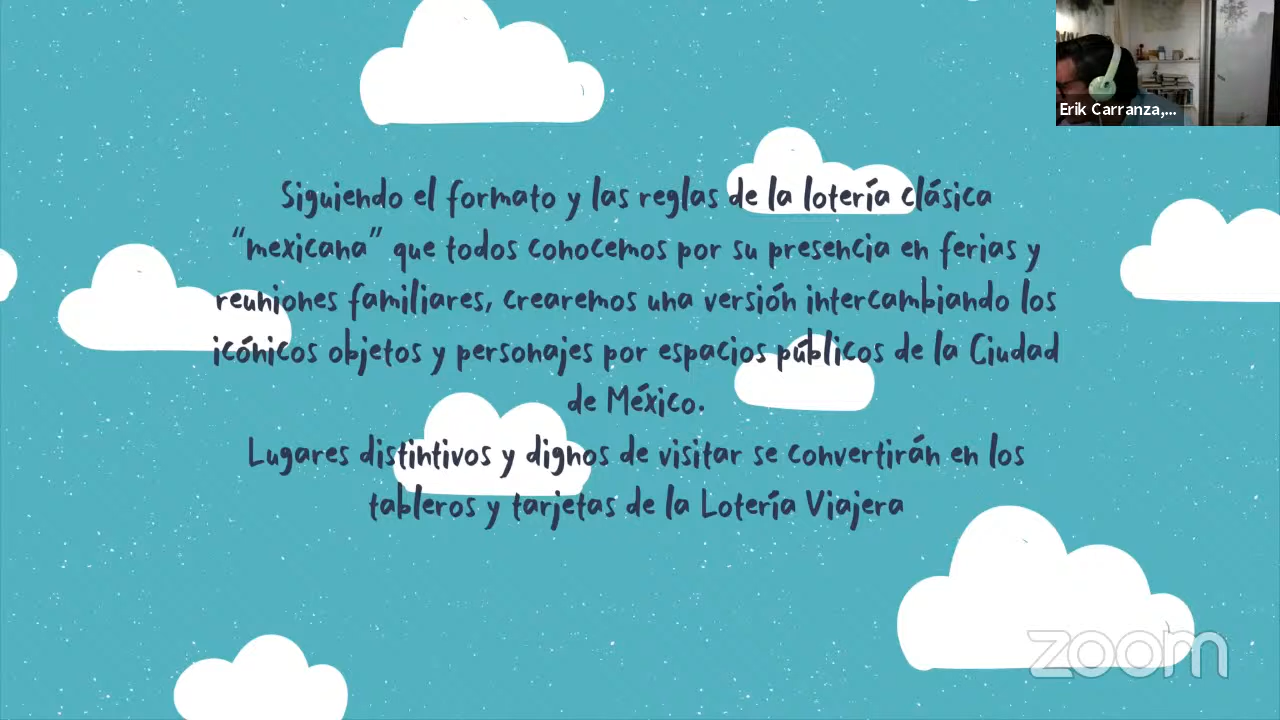 Erik Carranza,...
Siguiendo el formato y las reglas de la lotería clásica
"mexicana" que todos conocemos por su presencia en ferias y
reuniones familiares, crearemos una versión intercambiando los
icónicos objetos y personajes por espacios públicos de la Ciudad
de México.
Lugares distintivos y dignos de visitar se convertirán en los
tableros y tarjetas de la Lotería Viajera
zoom